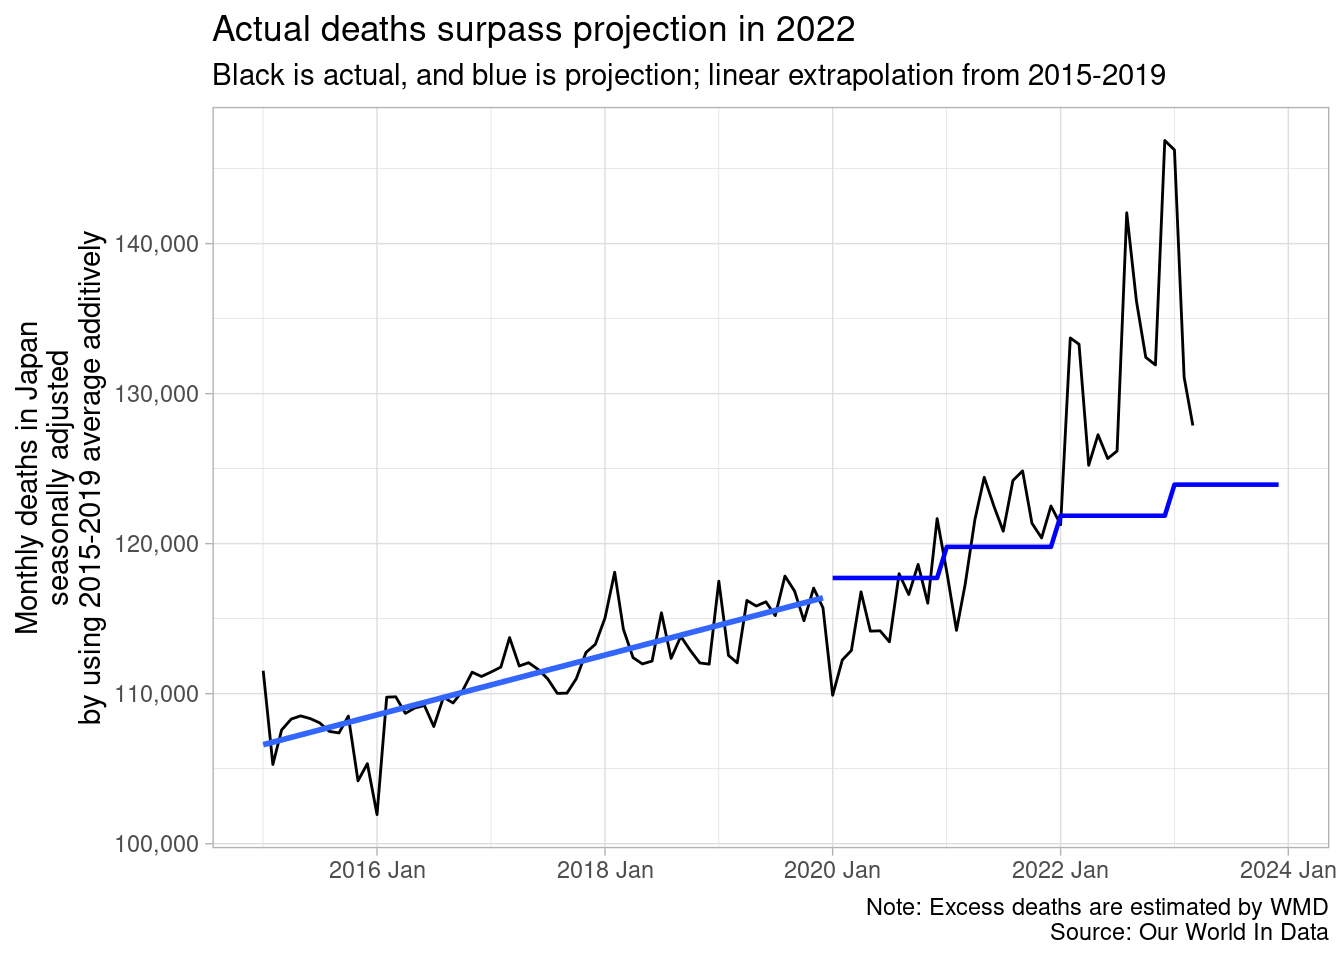 Actual deaths surpass projection in 2022
Black is actual, and blue is projection; linear extrapolation from 2015-2019
Monthly deaths in Japan
seasonally adjusted
by using 2015-2019 average additively
140,000
130,000
120,000
110,000
100,000
2016 Jan
2018 Jan
2020 Jan
2022 Jan
2024 Jan
Note: Excess deaths are estimated by WMD
Source: Our World In Data